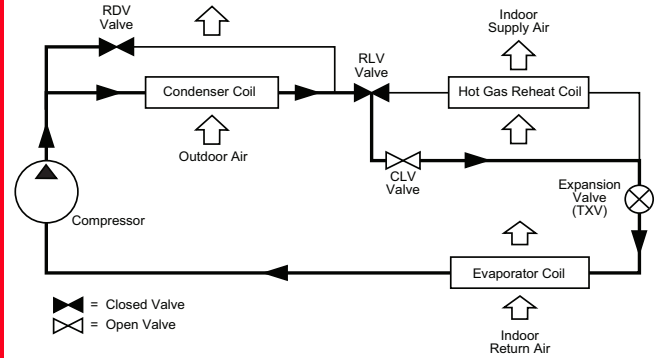 RDV
Valve
Indoor
Supply Air
RLV
Valve
Condenser Coil
Hot Gas Reheat Coil
Outdoor Air
CLV
Valve
Expansion
Valve
(TXV)
Compressor
Evaporator Coil
= Closed Valve
= Open Valve
Indoor
Return Air